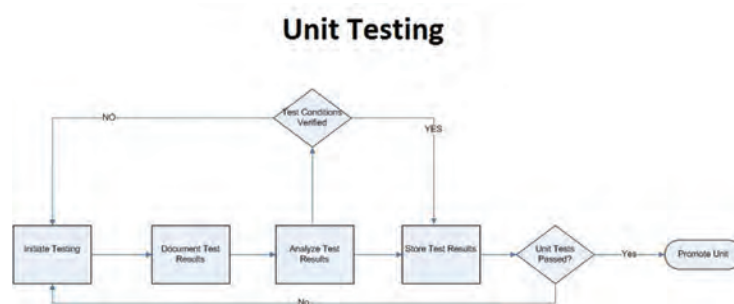 Unit Testing
Test Conditions
Verified
NO
YES
Initiate Testing
Document Test
Results
Analyze Test
Results
Store Test Results
Unit Tests
Passed?
Yes
Promote Unit
No